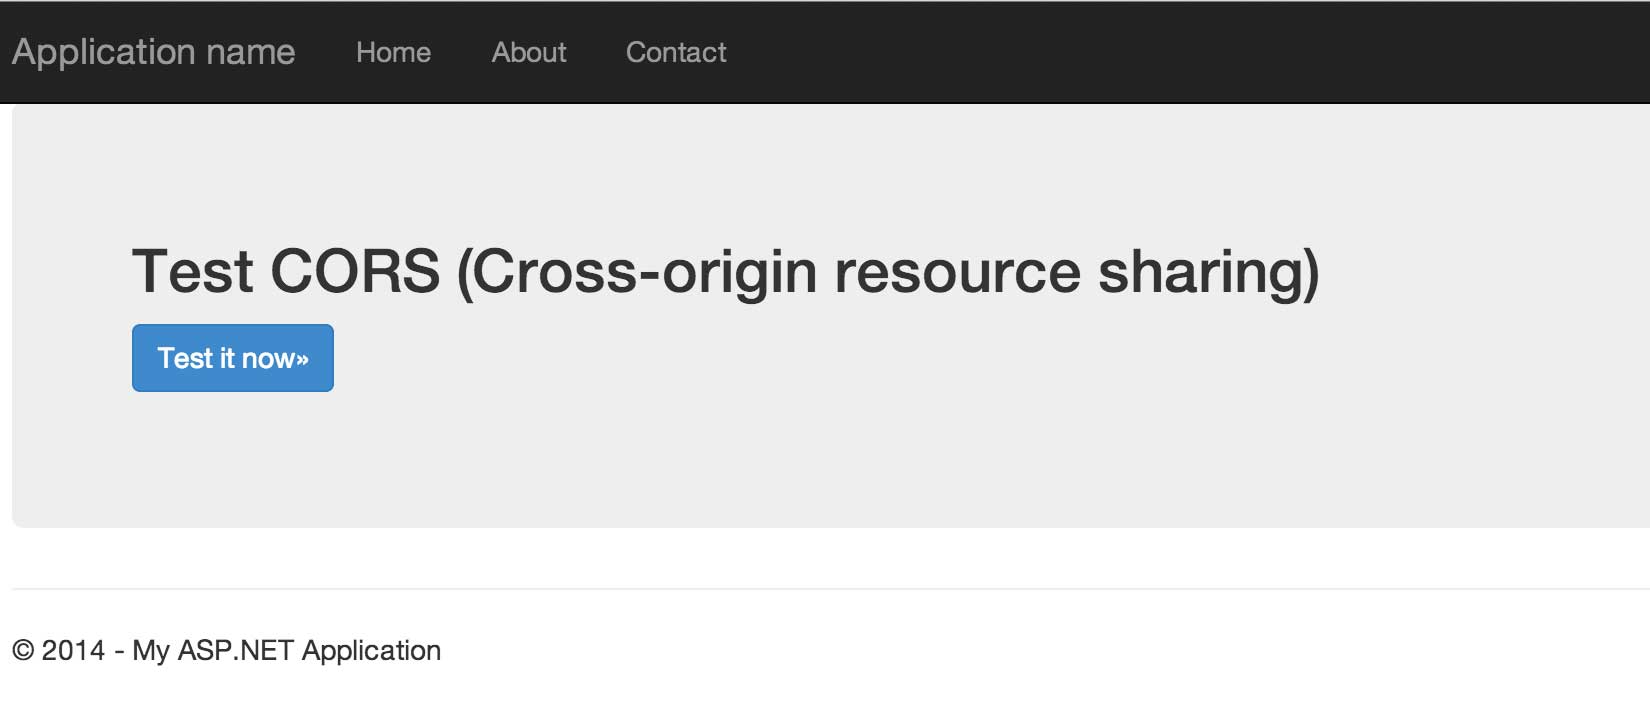 Application name Home About Contact
Test CORS (Cross-origin resource sharing)
Test it now»
© 2014 - My ASP.NET Application